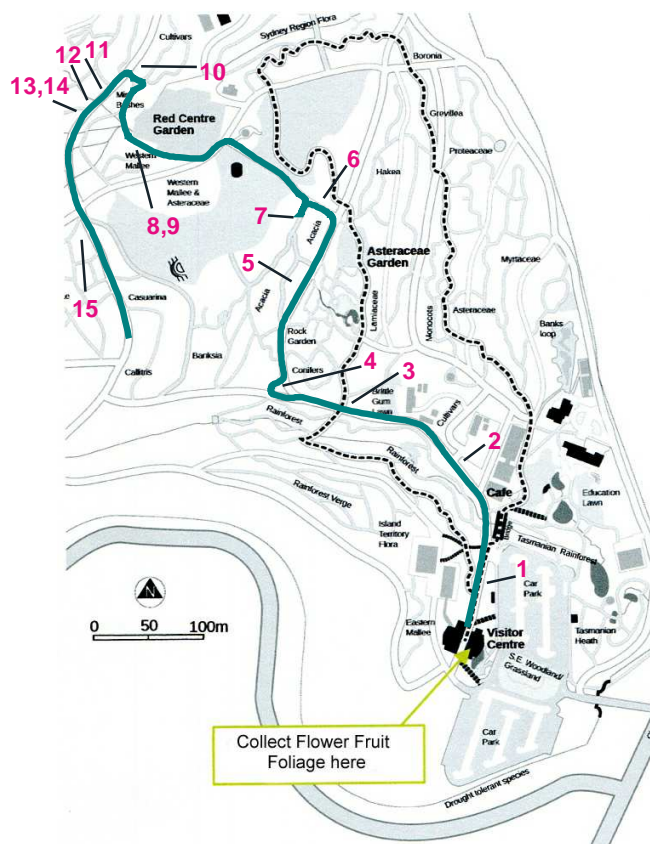 Sydney Region Flora
Cultivars
12
11
10
Boronia
13,14
Red Centre
Garden
Grevillea
Proteaceae
Western
Mallee
6
Hakea
Western
Mallee &
Asteraceae
8,9
7
Acacia
5
Asteraceae
Garden
Myrtaceae
15
Casuarina
Acacia
Lamiaceae
Monocots
Asteraceae
Rock
Garden
Banks
loop
Banksia
Callitris
Conifers
4
3
Brittle
Gum
Lawn
Cultivars
Rainforest
2
Rainforest
Cafe
Rainforest Verge
Education
Lawn
Island
Territory
Flora
Bridge
Tasmanian Rainforest
1
Car
Park
N
0 50 100m
Eastern
Mallee
Visitor
Centre
Tasmanian
Heath
S.E. Woodland/
Grassland
Collect Flower Fruit
Foliage here
Car
Park
Drought tolerant species